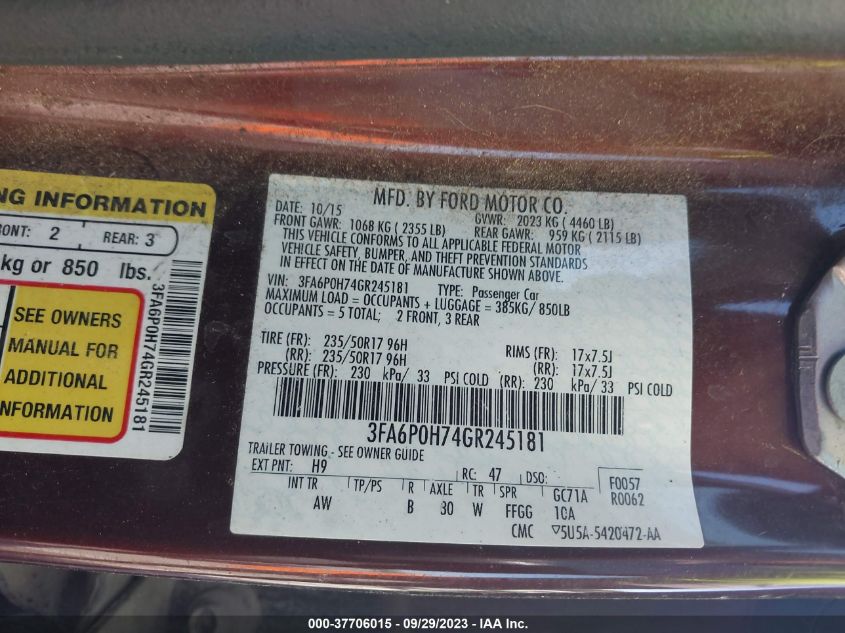 NG INFORMATION
RONT: 2 REAR: 3
kg or 850 lbs.
SEE OWNERS
MANUAL FOR
ADDITIONAL
INFORMATION
3FA6P0H74GR245181
MFD. BY FORD MOTOR CO.
DATE: 10/15 GVWR: 2023 KG ( 4460 LB)
FRONT GAWR: 1068 KG ( 2355 LB) REAR GAWR: 959 KG ( 2115 LB)
THIS VEHICLE CONFORMS TO ALL APPLICABLE FEDERAL MOTOR
VEHICLE SAFETY, BUMPER, AND THEFT PREVENTION STANDARDS
IN EFFECT ON THE DATE OF MANUFACTURE SHOWN ABOVE.
VIN: 3FA6P0H74GR245181 TYPE: Passenger Car
MAXIMUM LOAD = OCCUPANTS + LUGGAGE = 385KG/ 850LB
OCCUPANTS = 5 TOTAL; 2 FRONT, 3 REAR
TIRE (FR): 235/50R17 96H RIMS (FR): 17x7.5J
(RR): 235/50R17 96H (RR): 17x7.5J
PRESSURE (FR): 230 kPa/ 33 PSI COLD (RR): 230 kPa/ 33 PSI COLD
3FA6P0H74GR245181
TRAILER TOWING - SEE OWNER GUIDE
EXT PNT: H9 RC: 47 DSO: F0057
INT TR TP/PS R AXLE TR SPR GC71A R0062
AW B 30 W FFGG 1CA
CMC ▽5U5A-5420472-AA
000-37706015 - 09/29/2023 - IAAI.com